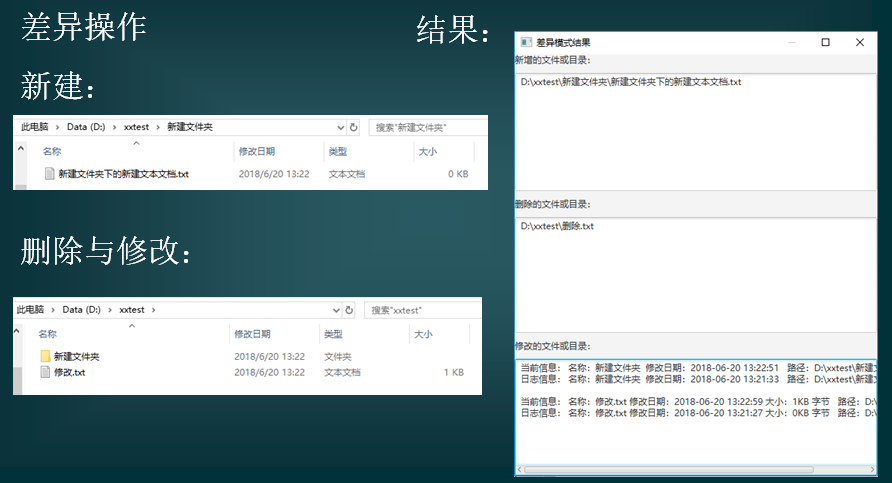 差异操作
新建：
此电脑 › Data (D:) › xxtest › 新建文件夹
搜索"新建文件夹"
名称 修改日期 类型 大小
新建文件夹下的新建文本文档.txt 2018/6/20 13:22 文本文档 0 KB
删除与修改：
此电脑 › Data (D:) › xxtest ›
搜索"xxtest"
名称 修改日期 类型 大小
新建文件夹 2018/6/20 13:22 文件夹
修改.txt 2018/6/20 13:22 文本文档 1 KB
结果：
差异模式结果
新增的文件或目录：
D:\xxtest\新建文件夹\新建文件夹下的新建文本文档.txt
删除的文件或目录：
D:\xxtest\删除.txt
修改的文件或目录：
当前信息： 名称：新建文件夹 修改日期：2018-06-20 13:22:51 路径：D:\xxtest\新建
日志信息： 名称：新建文件夹 修改日期：2018-06-20 13:21:33 路径：D:\xxtest\新建
当前信息： 名称：修改.txt 修改日期：2018-06-20 13:22:59 大小：1KB 字节 路径：D:\
日志信息： 名称：修改.txt 修改日期：2018-06-20 13:21:27 大小：0KB 字节 路径：D:\